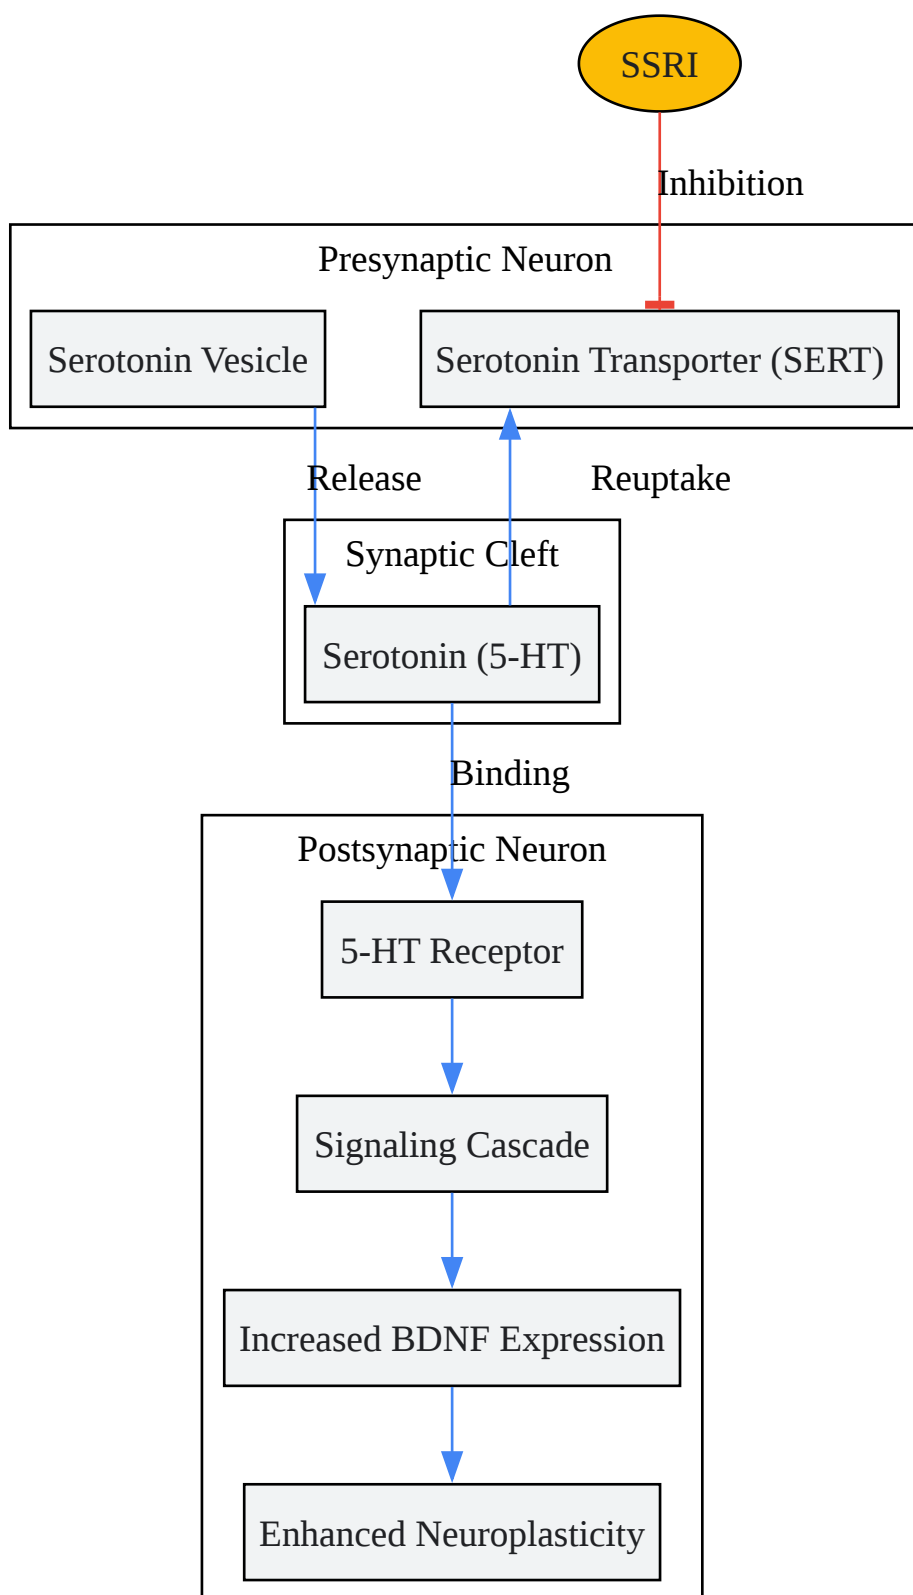 SSRI
Inhibition
Presynaptic Neuron
Serotonin Vesicle
Serotonin Transporter (SERT)
Release
Reuptake
Synaptic Cleft
Serotonin (5-HT)
Binding
Postsynaptic Neuron
5-HT Receptor
Signaling Cascade
Increased BDNF Expression
Enhanced Neuroplasticity